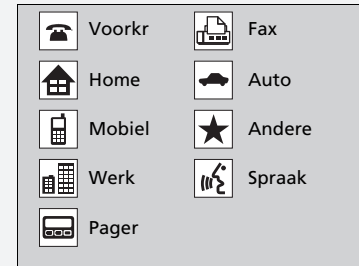 Voorkr
Fax
Home
Auto
Mobiel
Andere
Werk
Spraak
Pager